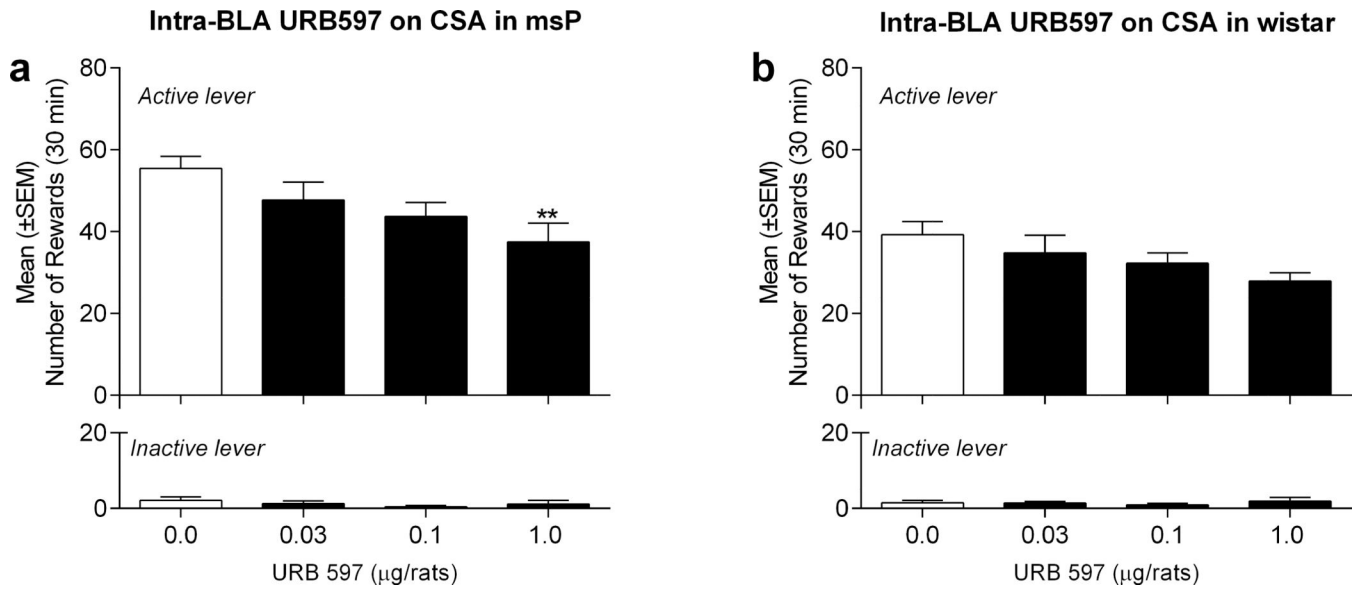 Intra-BLA URB597 on CSA in msP
a
Mean (±SEM)
Number of Rewards (30 min)
80
60
40
20
0
Active lever
**
20
0
Inactive lever
0.0 0.03 0.1 1.0
URB 597 (μg/rats)
Intra-BLA URB597 on CSA in wistar
b
Mean (±SEM)
Number of Rewards (30 min)
80
60
40
20
0
Active lever
20
0
Inactive lever
0.0 0.03 0.1 1.0
URB 597 (μg/rats)